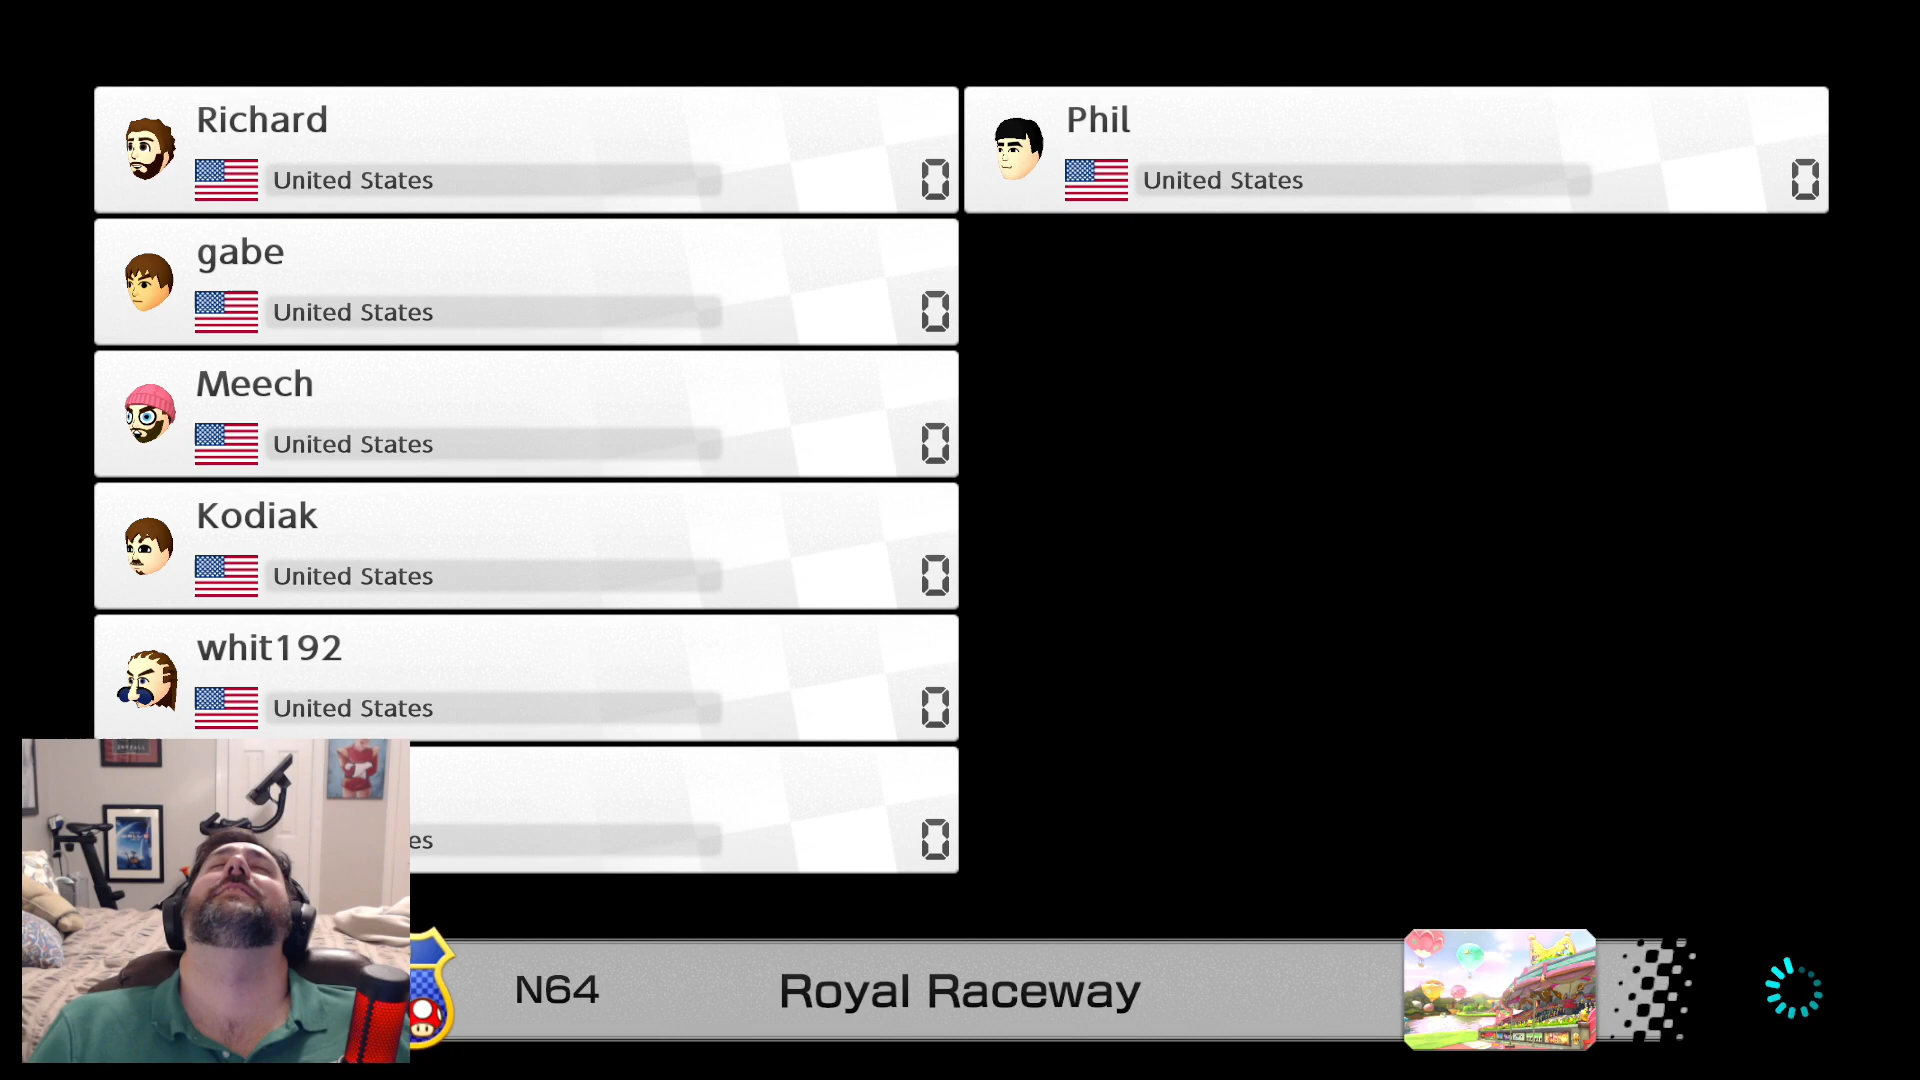 Richard
United States
0
gabe
United States
0
Meech
United States
0
Kodiak
United States
0
whit192
United States
0
es
0
Phil
United States
0
N64
Royal Raceway